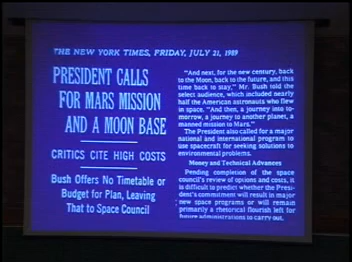 THE NEW YORK TIMES, FRIDAY, JULY 21, 1989
PRESIDENT CALLS
FOR MARS MISSION
AND A MOON BASE
CRITICS CITE HIGH COSTS
Bush Offers No Timetable or
Budget for Plan, Leaving
That to Space Council
"And next, for the new century, back
to the Moon, back to the future, and this
time back to stay," Mr. Bush told the
select audience, which included nearly
half the American astronauts who flew
in space. "And then, a journey into to-
morrow, a journey to another planet, a
manned mission to Mars."
The President also called for a major
national and international program to
use spacecraft for seeking solutions to
environmental problems.
Money and Technical Advances
Pending completion of the space
council's review of options and costs, it
is difficult to predict whether the Presi-
dent's commitment will result in major
new space programs or will remain
primarily a rhetorical flourish left for
future administrations to carry out.